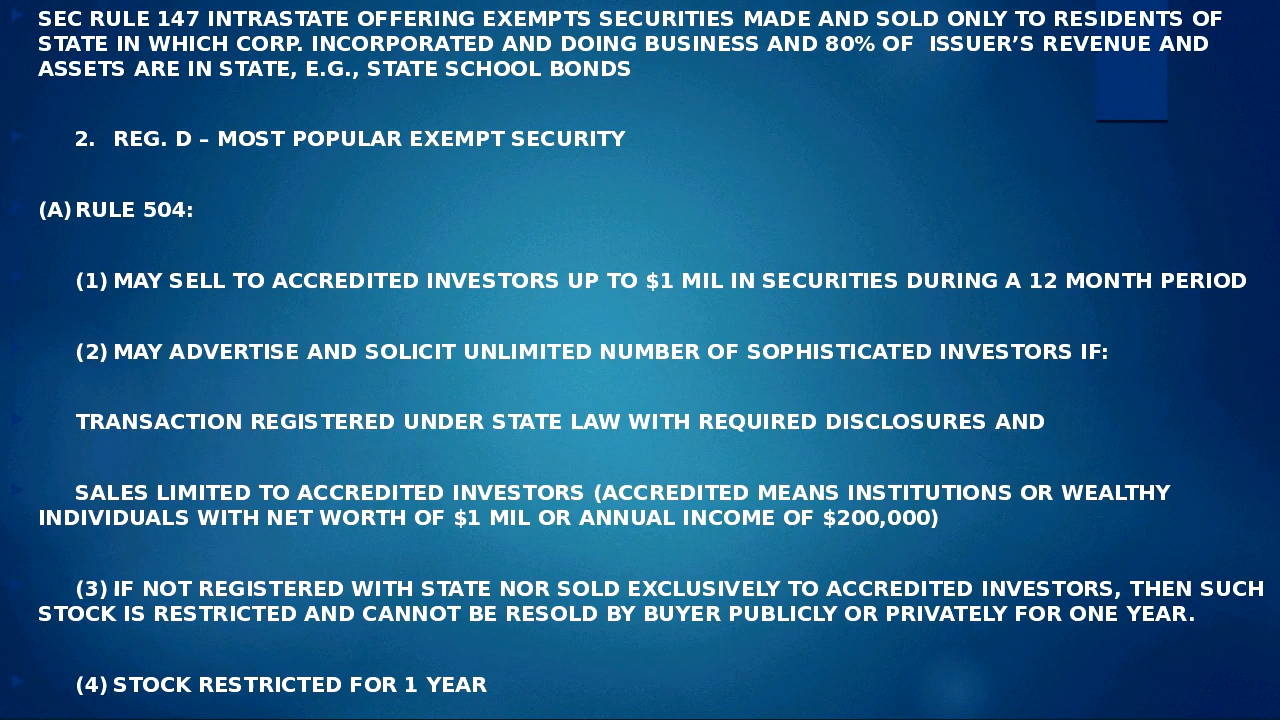 SEC RULE 147 INTRASTATE OFFERING EXEMPTS SECURITIES MADE AND SOLD ONLY TO RESIDENTS OF
STATE IN WHICH CORP. INCORPORATED AND DOING BUSINESS AND 80% OF  ISSUER’S REVENUE AND
ASSETS ARE IN STATE, E.G., STATE SCHOOL BONDS
2. REG. D – MOST POPULAR EXEMPT SECURITY
(A) RULE 504:
(1) MAY SELL TO ACCREDITED INVESTORS UP TO $1 MIL IN SECURITIES DURING A 12 MONTH PERIOD
(2) MAY ADVERTISE AND SOLICIT UNLIMITED NUMBER OF SOPHISTICATED INVESTORS IF:
TRANSACTION REGISTERED UNDER STATE LAW WITH REQUIRED DISCLOSURES AND
SALES LIMITED TO ACCREDITED INVESTORS (ACCREDITED MEANS INSTITUTIONS OR WEALTHY
INDIVIDUALS WITH NET WORTH OF $1 MIL OR ANNUAL INCOME OF $200,000)
(3) IF NOT REGISTERED WITH STATE NOR SOLD EXCLUSIVELY TO ACCREDITED INVESTORS, THEN SUCH
STOCK IS RESTRICTED AND CANNOT BE RESOLD BY BUYER PUBLICLY OR PRIVATELY FOR ONE YEAR.
(4) STOCK RESTRICTED FOR 1 YEAR